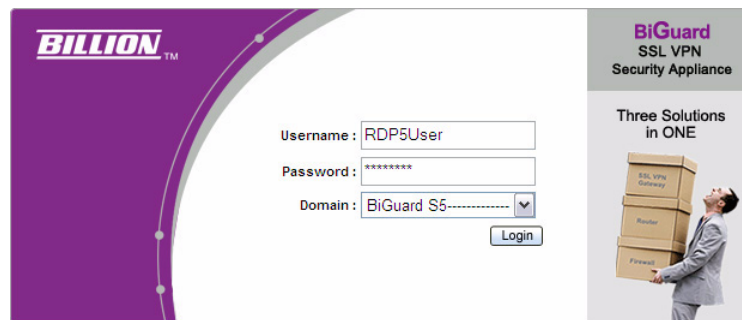 BILLION TM
Username : RDP5User
Password : ********
Domain : BiGuard S5-------------
Login
BiGuard
SSL VPN
Security Appliance
Three Solutions
in ONE
SSL VPN
Gateway
Router
Firewall